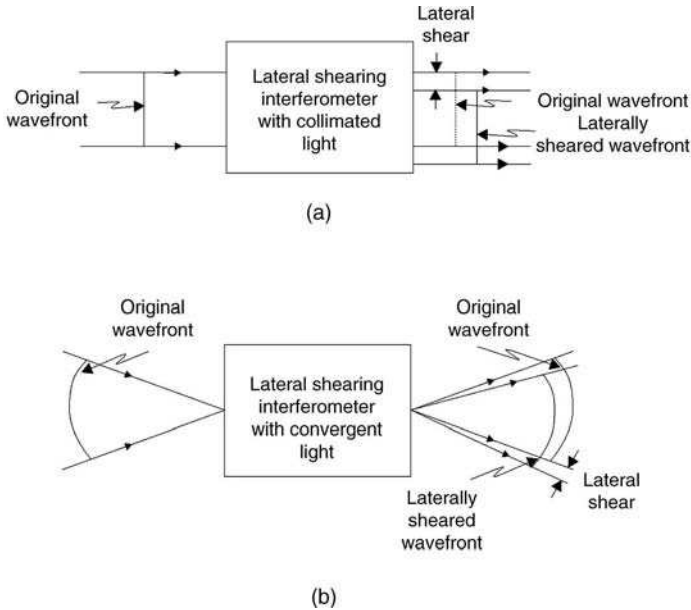 Lateral
shear
Original
wavefront
Lateral shearing
interferometer
with collimated
light
Original wavefront
Laterally
sheared wavefront
(a)
Original
wavefront
Original
wavefront
Lateral shearing
interferometer
with convergent
light
Laterally
sheared
wavefront
Lateral
shear
(b)